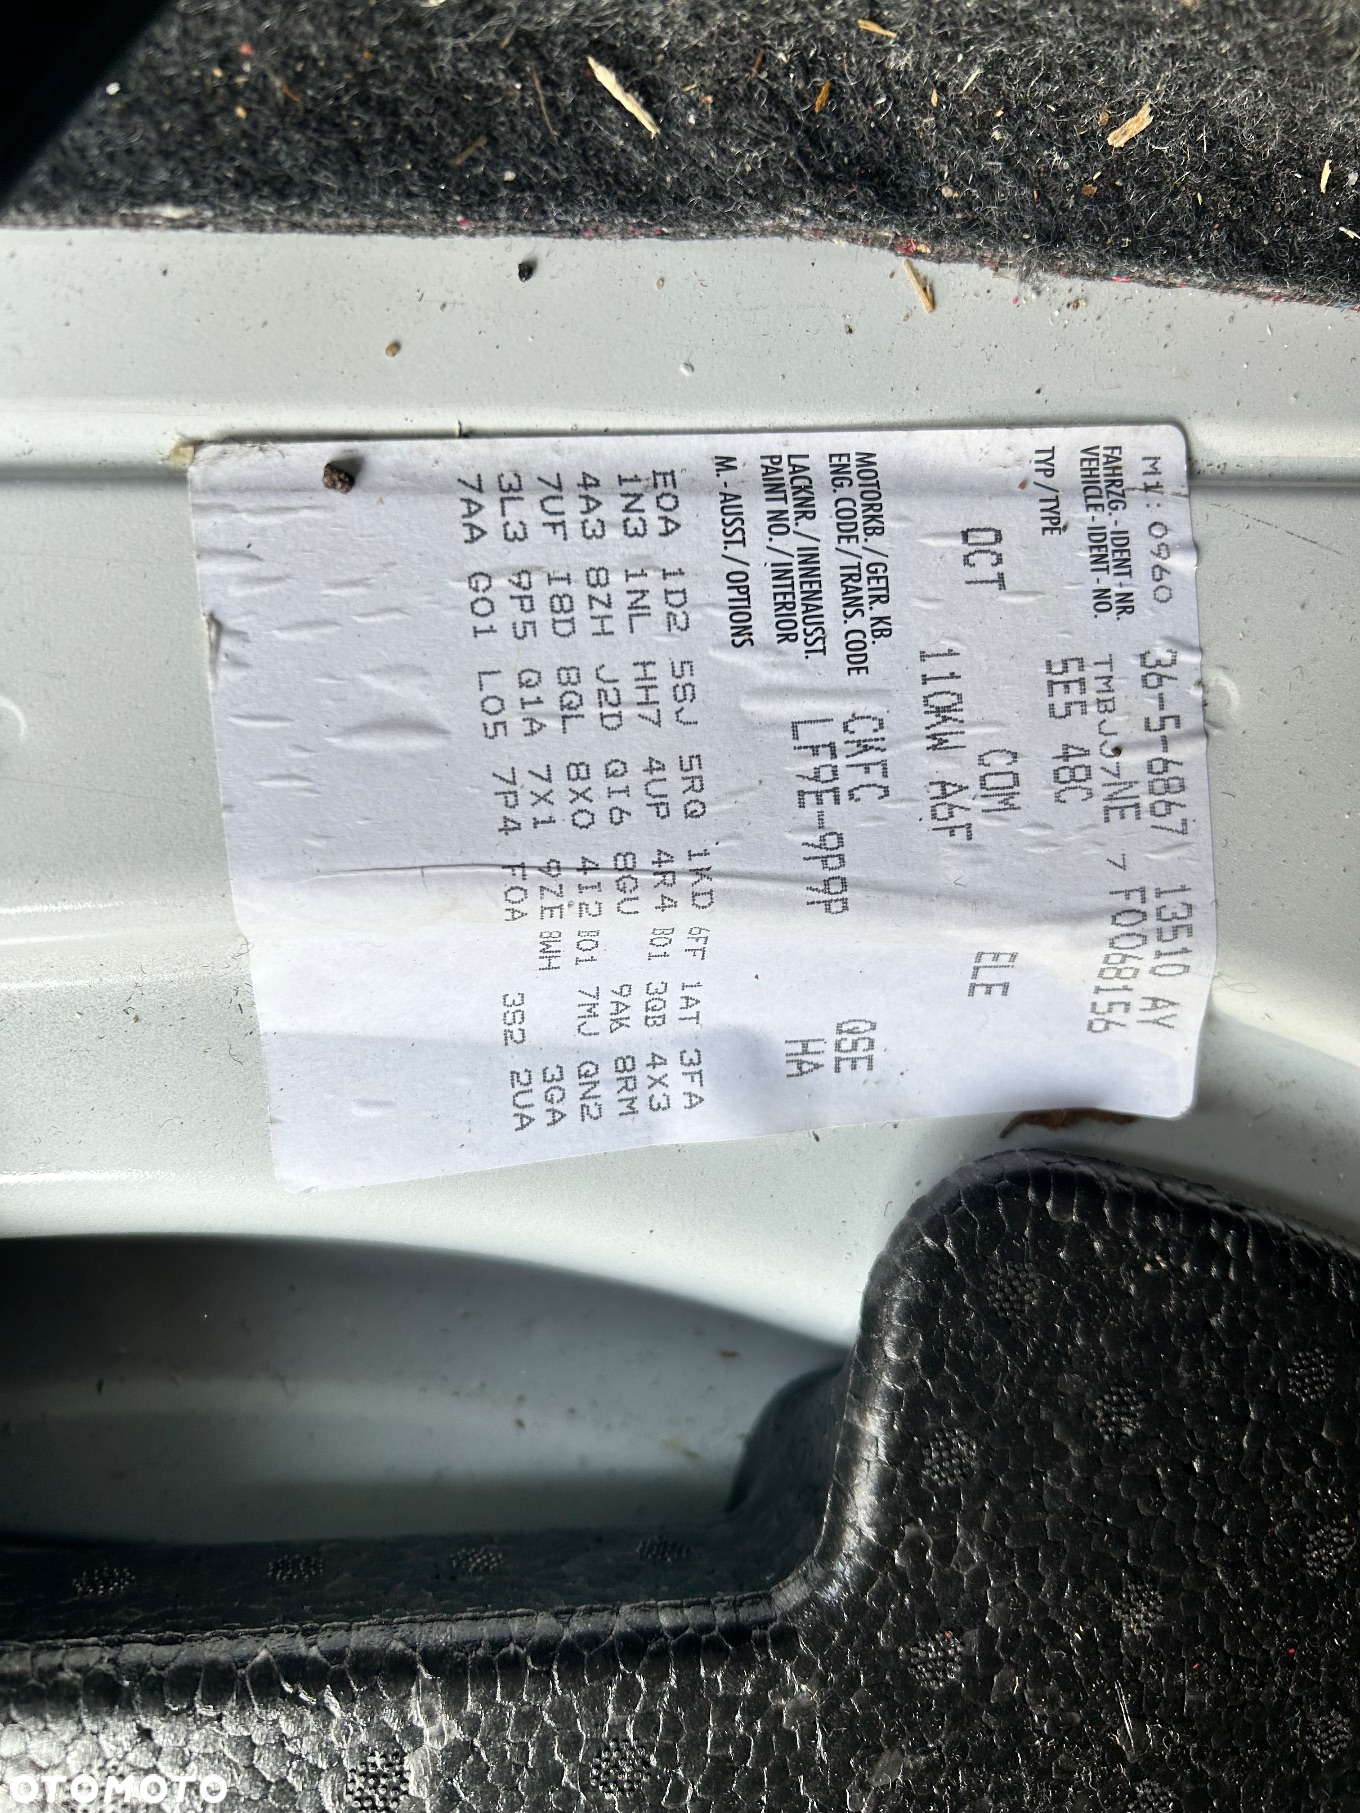 M1: 0960 36-5-6867 13510 AY
FAHRZG.-IDENT-NR. TMBJJ7NE 7 F0068156
VEHICLE-IDENT-NO.
TYP/TYPE 5E5 48C
OCT COM ELE
110KW A6F
MOTORKB./GETR. KB. CKFC QSE
ENG. CODE/TRANS. CODE
LACKNR./INNENAUSST. LF9E-9P9P HA
PAINT NO./INTERIOR
M.-AUSST./OPTIONS
E0A 1D2 5SJ 5RQ 1KD 6FF 1AT 3FA
1N3 1NL HH7 4UP 4R4 B01 3QB 4X3
4A3 8ZH J2D QI6 8GU 9AK 8RM
7UF I8D 8QL 8X0 4I2 B01 7MJ QN2
3L3 9P5 Q1A 7X1 9ZE 8WH 3GA
7AA G01 L05 7P4 F0A 3S2 2UA
OTOMOTO